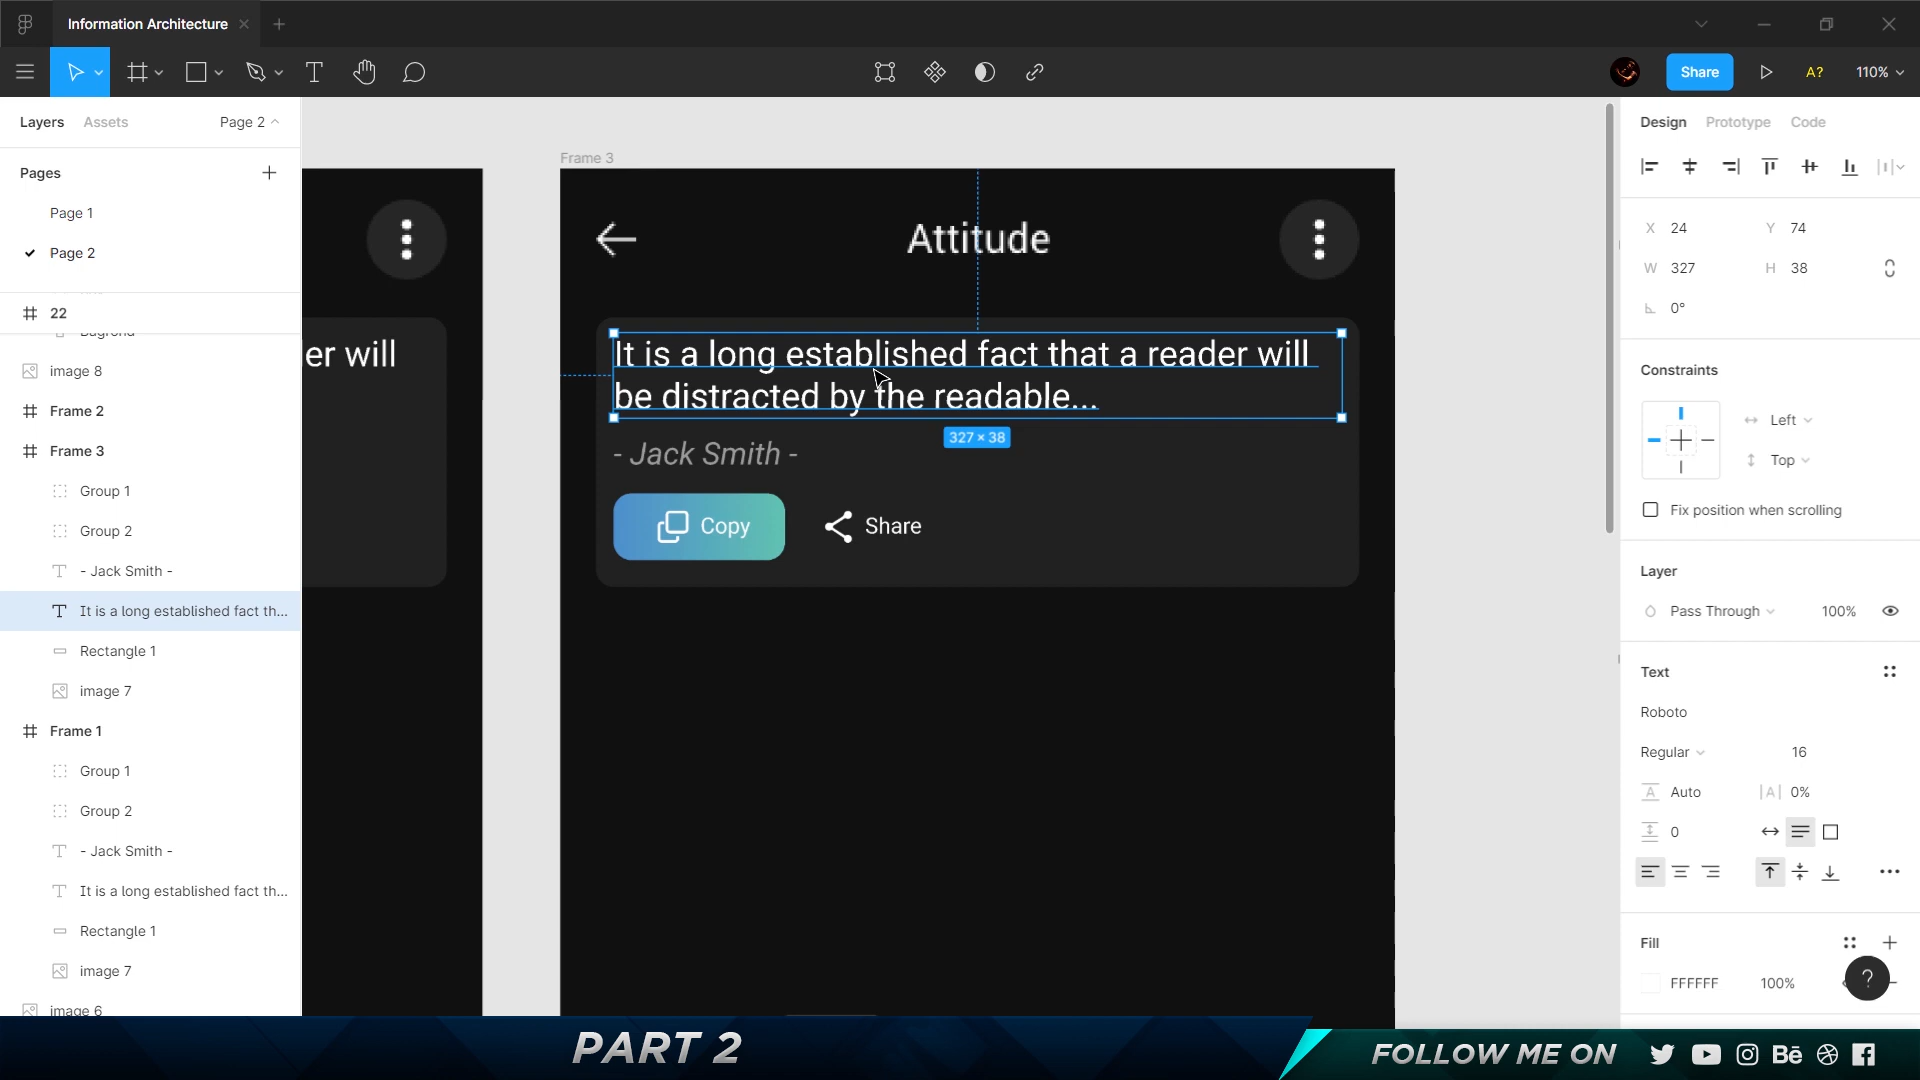 Information Architecture
Share
A?
110%
Layers
Assets
Page 2
Pages
Page 1
Page 2
22
image 8
Frame 2
Frame 3
Group 1
Group 2
- Jack Smith -
It is a long established fact th...
Rectangle 1
image 7
Frame 1
Group 1
Group 2
- Jack Smith -
It is a long established fact th...
Rectangle 1
image 7
image 6
er will
Frame 3
Attitude
It is a long established fact that a reader will
be distracted by the readable...
327 × 38
- Jack Smith -
Copy
Share
Design
Prototype
Code
X 24
Y 74
W 327
H 38
0°
Constraints
Left
Top
Fix position when scrolling
Layer
Pass Through
100%
Text
Roboto
Regular
16
A Auto
|A| 0%
0
Fill
FFFFFF
100%
?
PART 2
FOLLOW ME ON
Bē